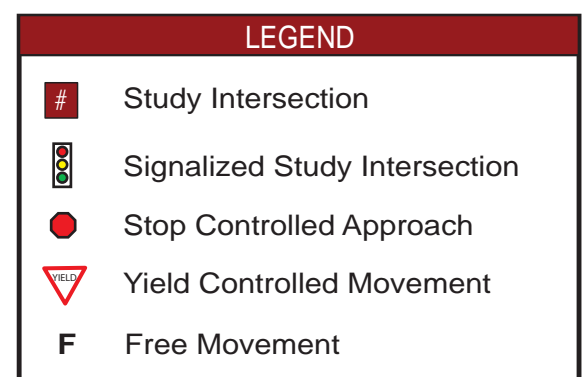 LEGEND
# Study Intersection
Signalized Study Intersection
Stop Controlled Approach
YIELD Yield Controlled Movement
F Free Movement